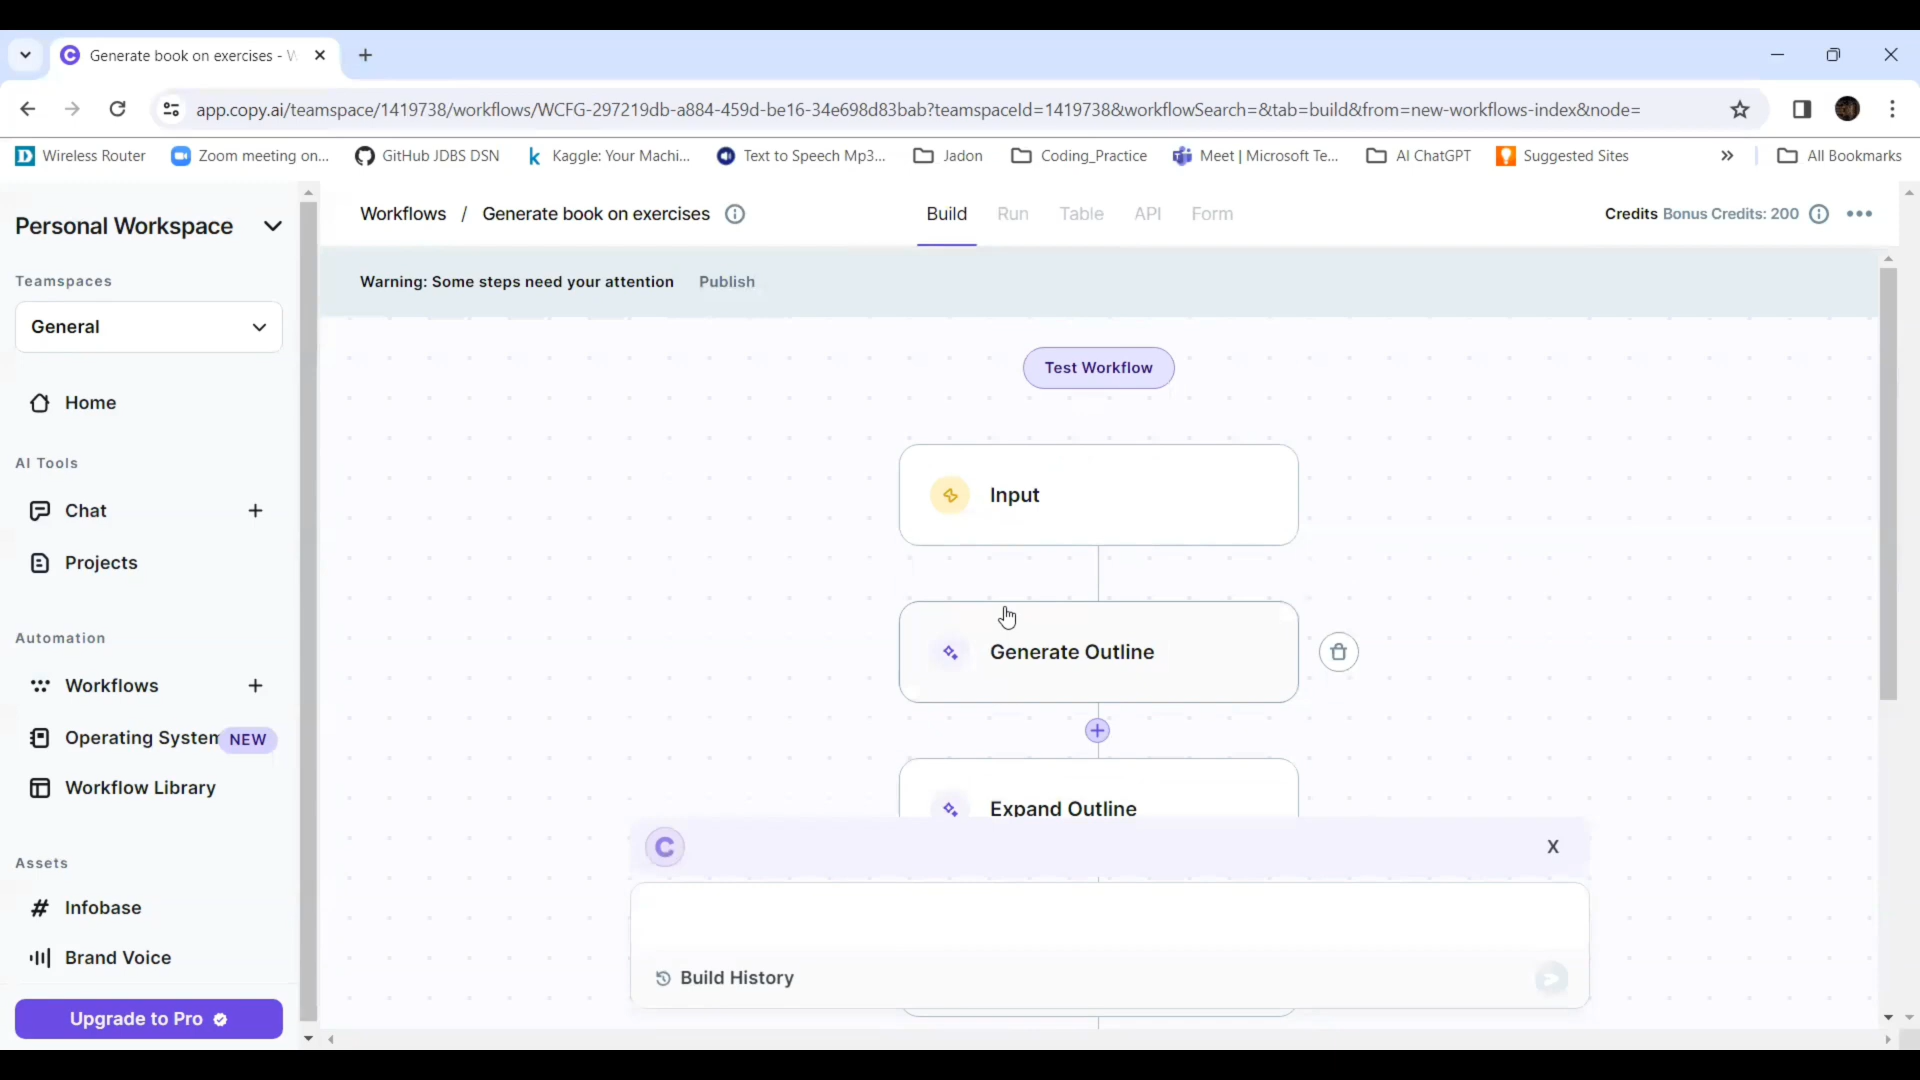 Generate book on exercises - W
app.copy.ai/teamspace/1419738/workflows/WCFG-297219db-a884-459d-be16-34e698d83bab?teamspaceId=1419738&workflowSearch=&tab=build&from=new-workflows-index&node=
Wireless Router Zoom meeting on... GitHub JDBS DSN Kaggle: Your Machi... Text to Speech Mp3... Jadon Coding_Practice Meet | Microsoft Te... AI ChatGPT Suggested Sites » All Bookmarks
Personal Workspace
Workflows / Generate book on exercises
Build Run Table API Form
Credits Bonus Credits: 200
Teamspaces
Warning: Some steps need your attention Publish
General
Test Workflow
Home
AI Tools
Input
Chat
Projects
Automation
Generate Outline
Workflows
Operating System NEW
Workflow Library
Expand Outline
C X
Assets
Infobase
Brand Voice
Build History
Upgrade to Pro